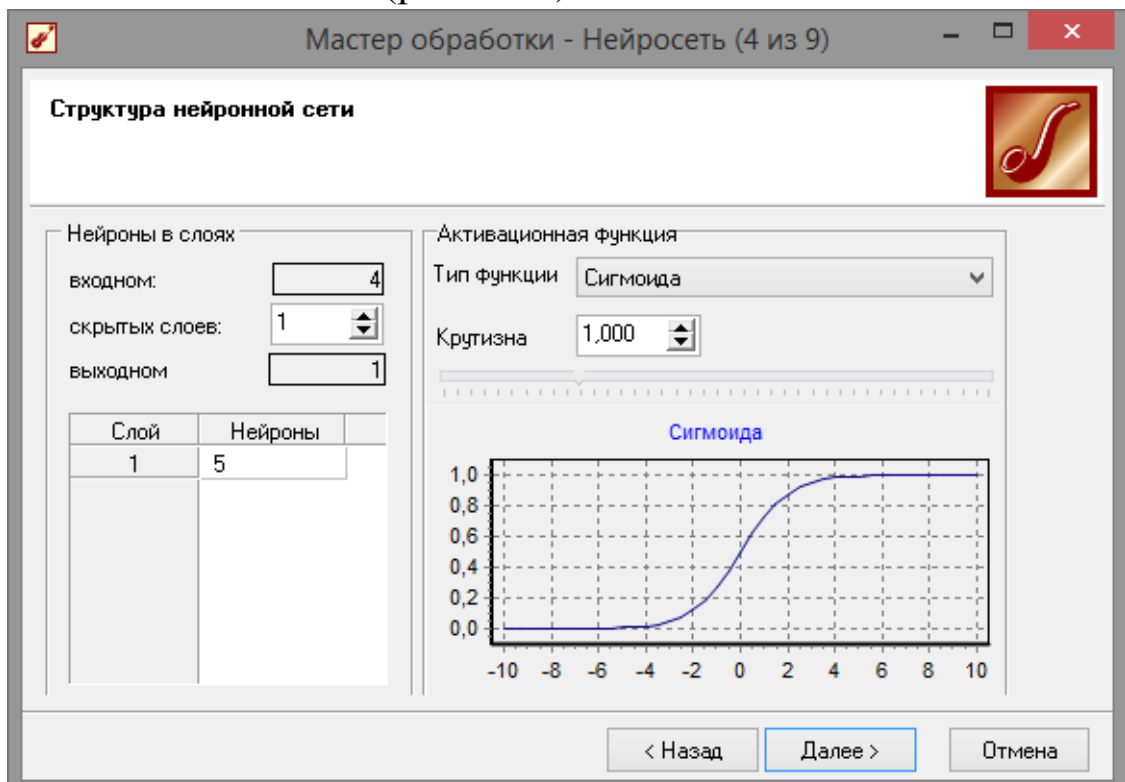 Мастер обработки - Нейросеть (4 из 9)
Структура нейронной сети
Нейроны в слоях
входном: 4
скрытых слоев: 1
выходном 1
Слой Нейроны
1 5
Активационная функция
Тип функции Сигмоида
Крутизна 1,000
Сигмоида
1,0
0,8
0,6
0,4
0,2
0,0
-10 -8 -6 -4 -2 0 2 4 6 8 10
< Назад Далее > Отмена